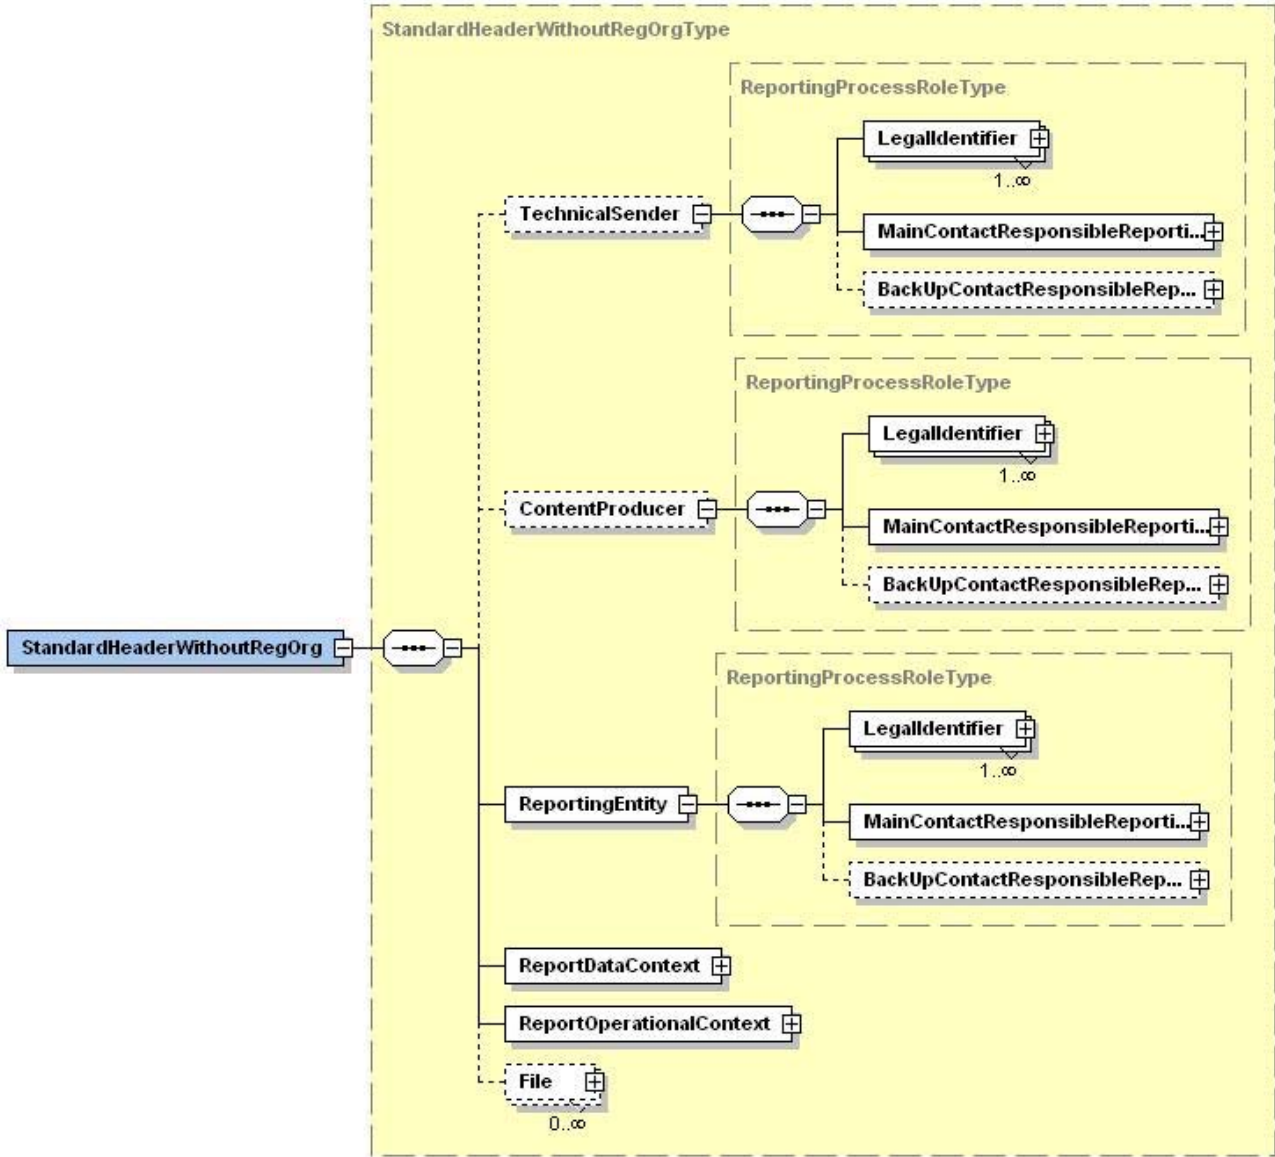 StandardHeaderWithoutRegOrgType
ReportingProcessRoleType
LegalIdentifier
1..∞
TechnicalSender
MainContactResponsibleReporti...
BackUpContactResponsibleRep...
ReportingProcessRoleType
LegalIdentifier
1..∞
ContentProducer
MainContactResponsibleReporti...
BackUpContactResponsibleRep...
StandardHeaderWithoutRegOrg
ReportingProcessRoleType
LegalIdentifier
1..∞
ReportingEntity
MainContactResponsibleReporti...
BackUpContactResponsibleRep...
ReportDataContext
ReportOperationalContext
File
0..∞